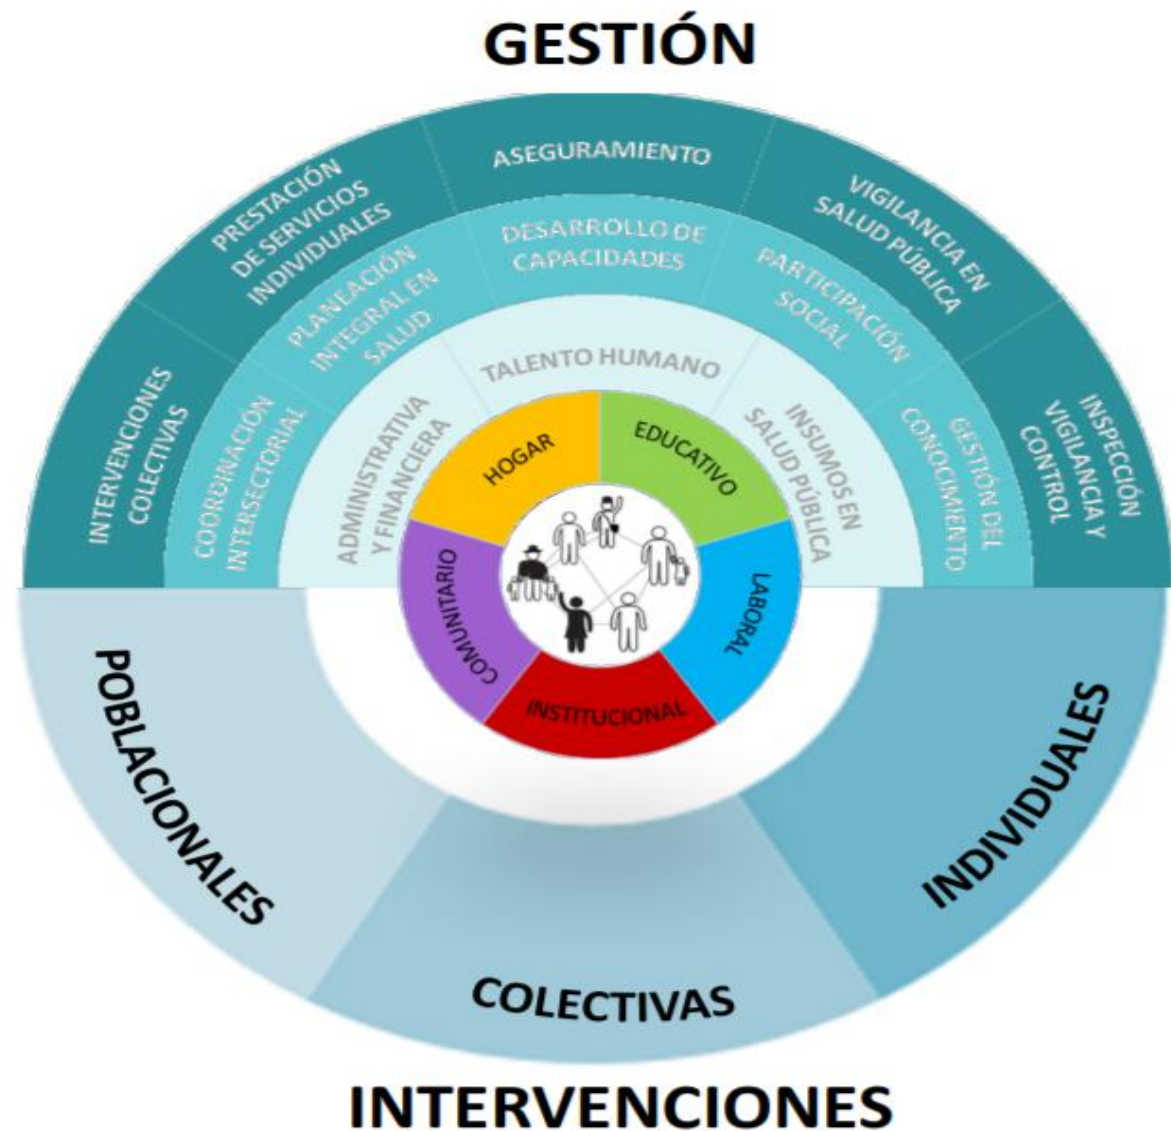 GESTIÓN
INTERVENCIONES
COLECTIVAS
PRESTACIÓN
DE SERVICIOS
INDIVIDUALES
ASEGURAMIENTO
VIGILANCIA EN
SALUD PÚBLICA
INSPECCIÓN
VIGILANCIA Y
CONTROL
COORDINACIÓN
INTERSECTORIAL
PLANEACIÓN
INTEGRAL EN
SALUD
DESARROLLO DE
CAPACIDADES
PARTICIPACIÓN
SOCIAL
GESTIÓN DEL
CONOCIMIENTO
ADMINISTRATIVA
Y FINANCIERA
TALENTO HUMANO
INSUMOS EN
SALUD PÚBLICA
HOGAR
EDUCATIVO
COMUNITARIO
LABORAL
INSTITUCIONAL
POBLACIONALES
COLECTIVAS
INDIVIDUALES
INTERVENCIONES